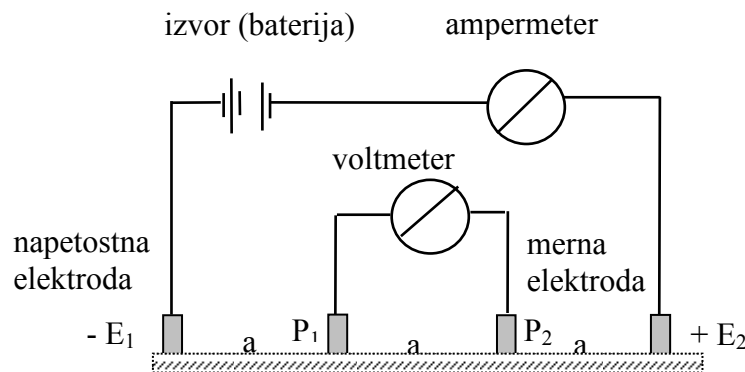 izvor (baterija)
ampermeter
voltmeter
napetostna
elektroda
merna
elektroda
- E1
a
P1
a
P2
a
+ E2